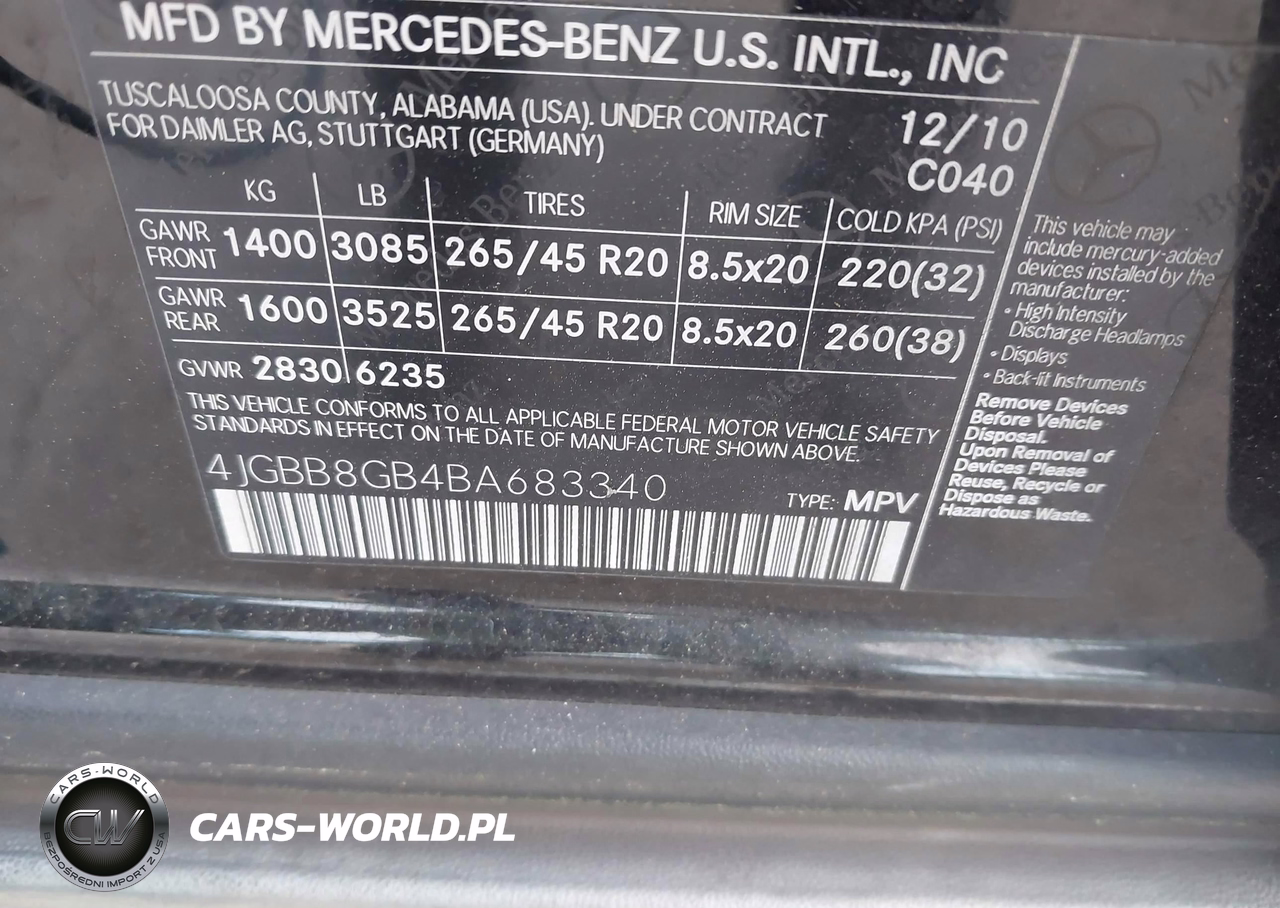 MFD BY MERCEDES-BENZ U.S. INTL., INC
TUSCALOOSA COUNTY, ALABAMA (USA). UNDER CONTRACT
FOR DAIMLER AG, STUTTGART (GERMANY)
12/10
C040
KG LB TIRES RIM SIZE COLD KPA (PSI)
GAWR FRONT 1400 3085 265/45 R20 8.5x20 220(32)
GAWR REAR 1600 3525 265/45 R20 8.5x20 260(38)
GVWR 2830 6235
THIS VEHICLE CONFORMS TO ALL APPLICABLE FEDERAL MOTOR VEHICLE SAFETY
STANDARDS IN EFFECT ON THE DATE OF MANUFACTURE SHOWN ABOVE.
4JGBB8GB4BA683340
TYPE: MPV
This vehicle may
include mercury-added
devices installed by the
manufacturer:
• High Intensity
Discharge Headlamps
• Displays
• Back-lit Instruments
Remove Devices
Before Vehicle
Disposal.
Upon Removal of
Devices Please
Reuse, Recycle or
Dispose as
Hazardous Waste.
CARS-WORLD
CW
BEZPOŚREDNI IMPORT Z USA
CARS-WORLD.PL